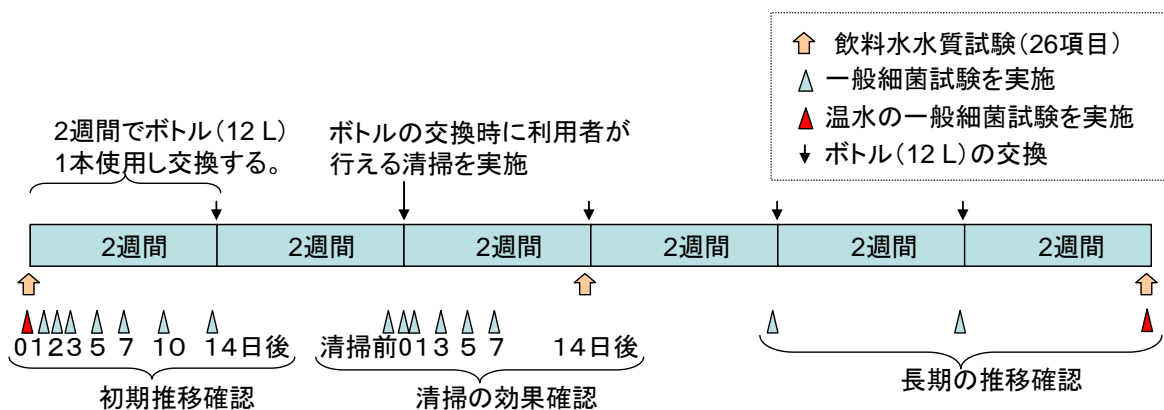 飲料水水質試験(26項目)
一般細菌試験を実施
温水の一般細菌試験を実施
ボトル(12 L)の交換
2週間でボトル(12 L)
1本使用し交換する。
ボトルの交換時に利用者が
行える清掃を実施
2週間 2週間 2週間 2週間 2週間 2週間
0 1 2 3 5 7 10 14日後 清掃前 0 1 3 5 7 14日後
初期推移確認 清掃の効果確認 長期の推移確認